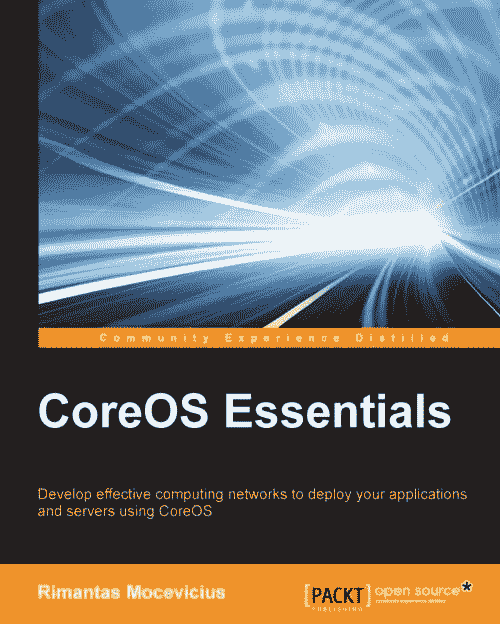 Community Experience Distilled
CoreOS Essentials
Develop effective computing networks to deploy your applications
and servers using CoreOS
Rimantas Mocevicius
[PACKT] open source*
PUBLISHING